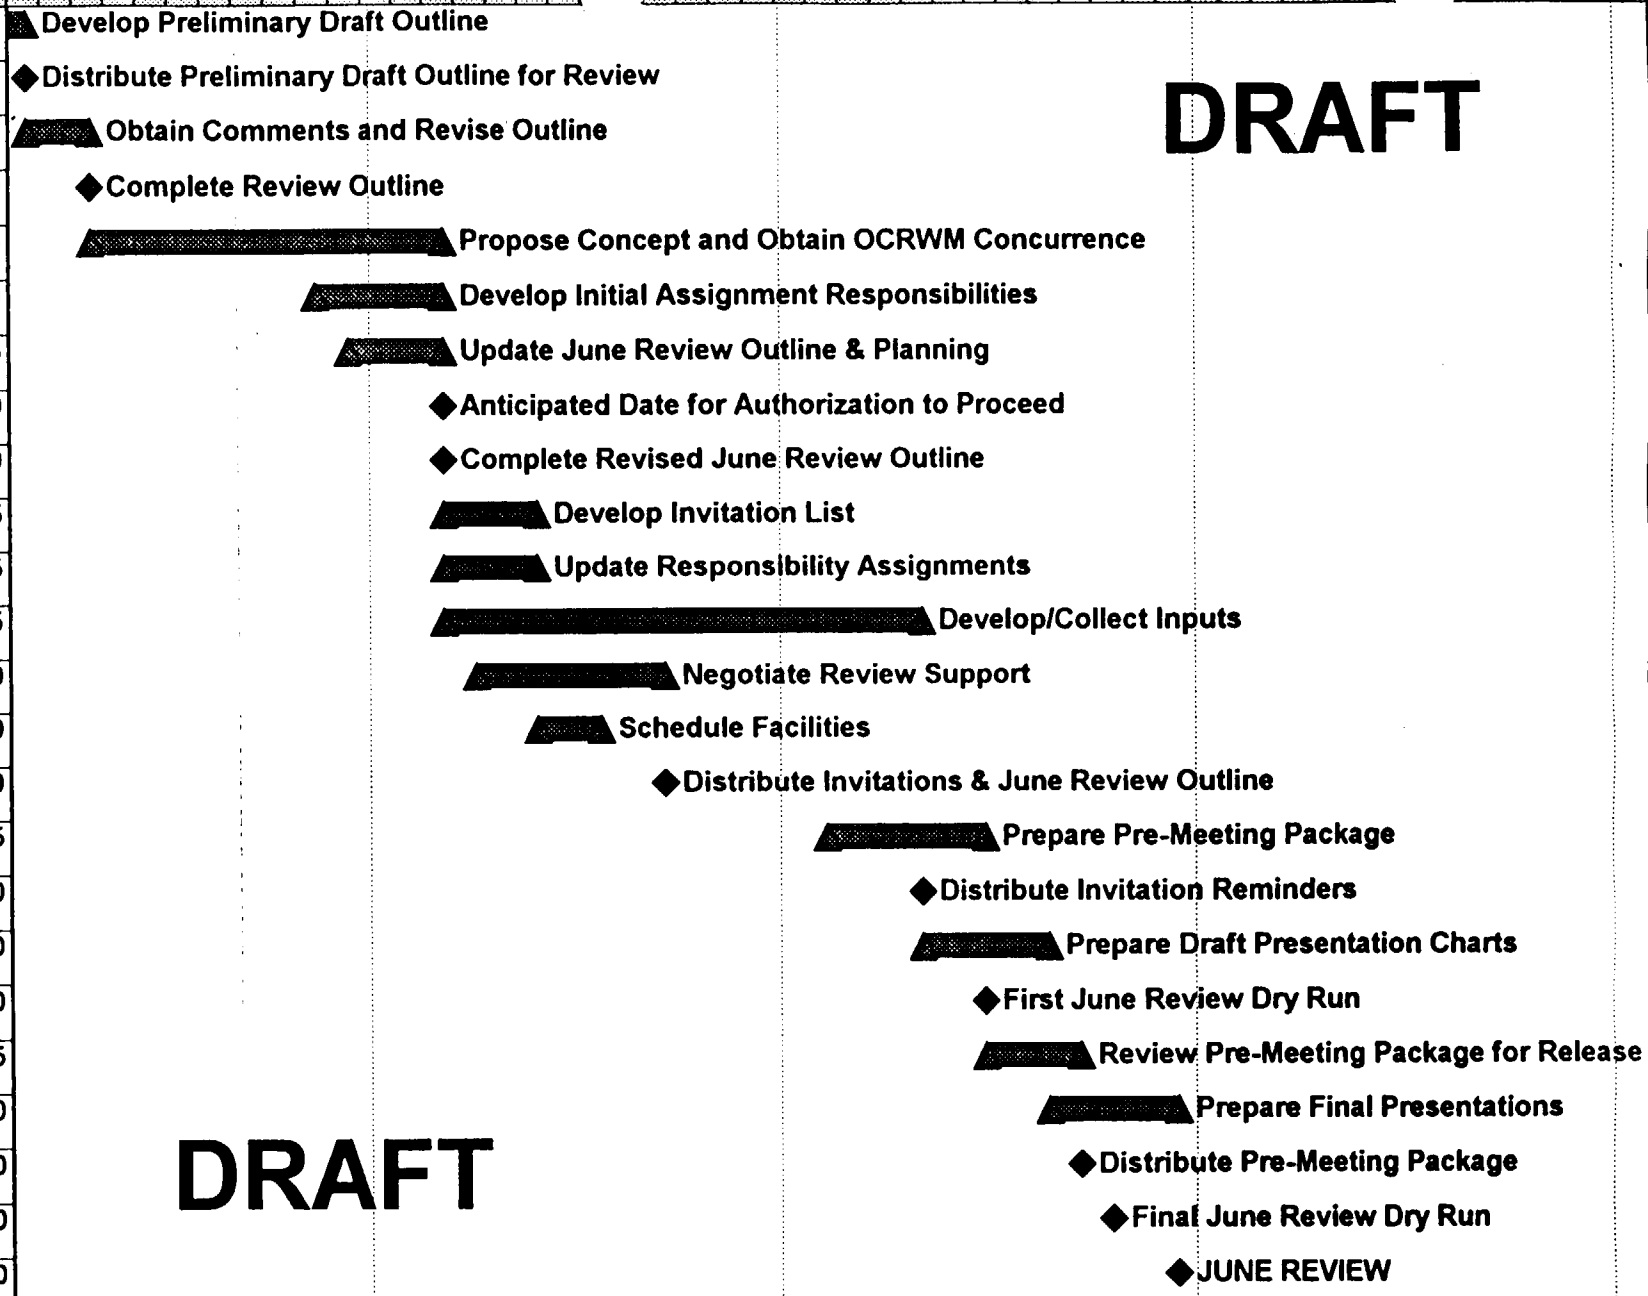 Develop Preliminary Draft Outline
Distribute Preliminary Draft Outline for Review
DRAFT
Obtain Comments and Revise Outline
Complete Review Outline
Propose Concept and Obtain OCRWM Concurrence
Develop Initial Assignment Responsibilities
Update June Review Outline & Planning
Anticipated Date for Authorization to Proceed
Complete Revised June Review Outline
Develop Invitation List
Update Responsibility Assignments
Develop/Collect Inputs
Negotiate Review Support
Schedule Facilities
Distribute Invitations & June Review Outline
Prepare Pre-Meeting Package
Distribute Invitation Reminders
Prepare Draft Presentation Charts
First June Review Dry Run
Review Pre-Meeting Package for Release
Prepare Final Presentations
DRAFT
Distribute Pre-Meeting Package
Final June Review Dry Run
JUNE REVIEW